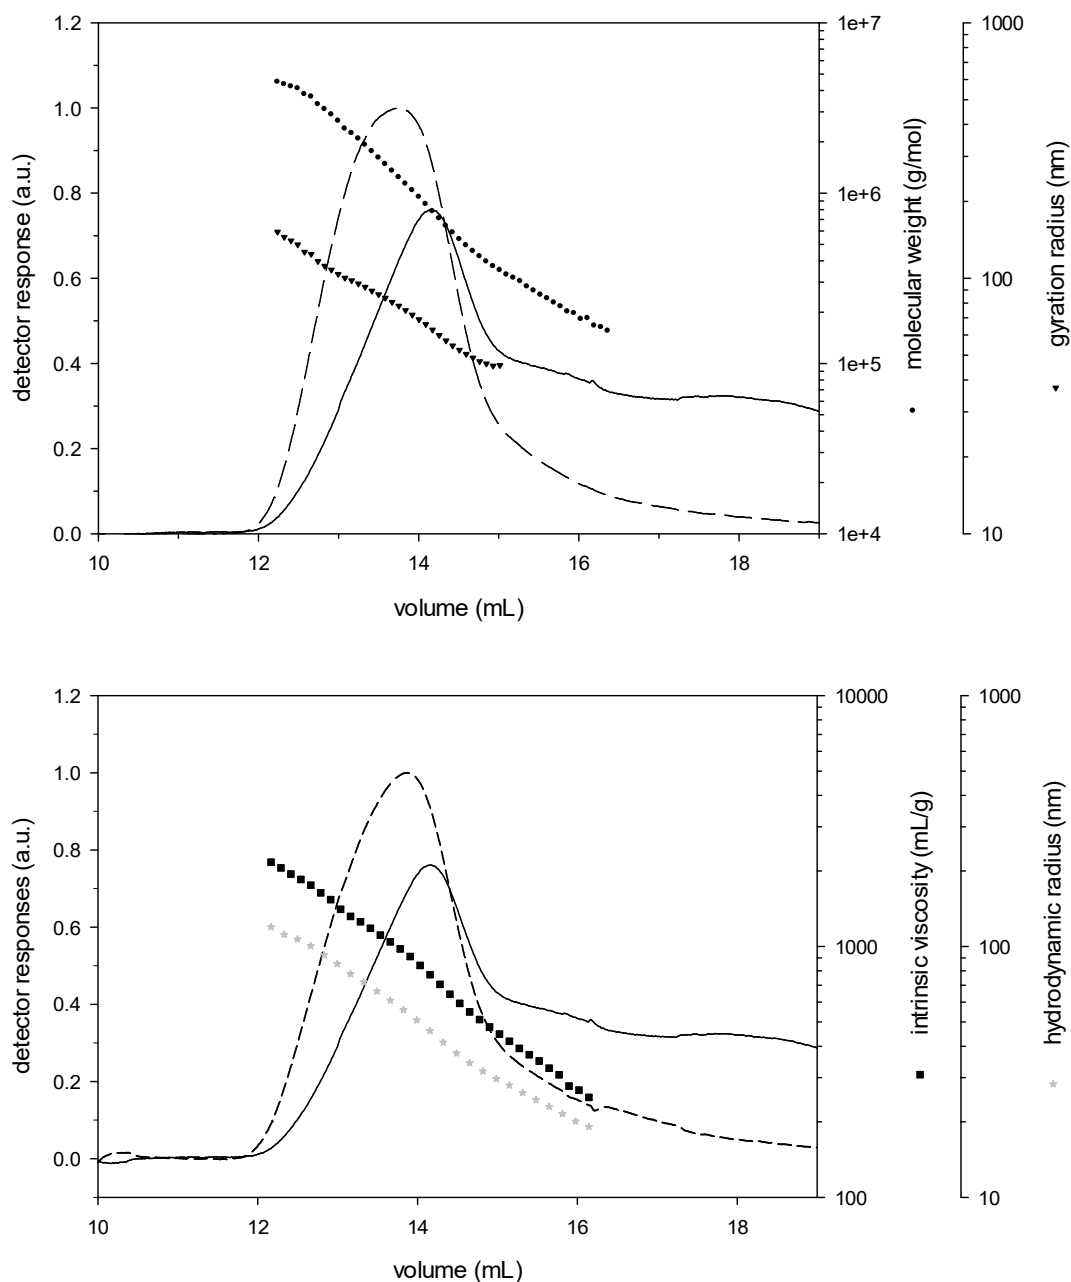 1.2
1.0
0.8
0.6
0.4
0.2
0.0
detector response (a.u.)
10
12
14
16
18
volume (mL)
1e+7
1e+6
1e+5
1e+4
molecular weight (g/mol)
1000
100
10
gyration radius (nm)
1.2
1.0
0.8
0.6
0.4
0.2
0.0
detector responses (a.u.)
10
12
14
16
18
volume (mL)
10000
1000
100
intrinsic viscosity (mL/g)
1000
100
10
hydrodynamic radius (nm)